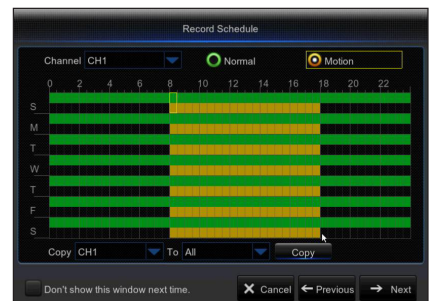 Record Schedule
Channel CH1 Normal Motion
0 2 4 6 8 10 12 14 16 18 20 22
S
M
T
W
T
F
S
Copy CH1 To All Copy
Don't show this window next time. Cancel Previous Next